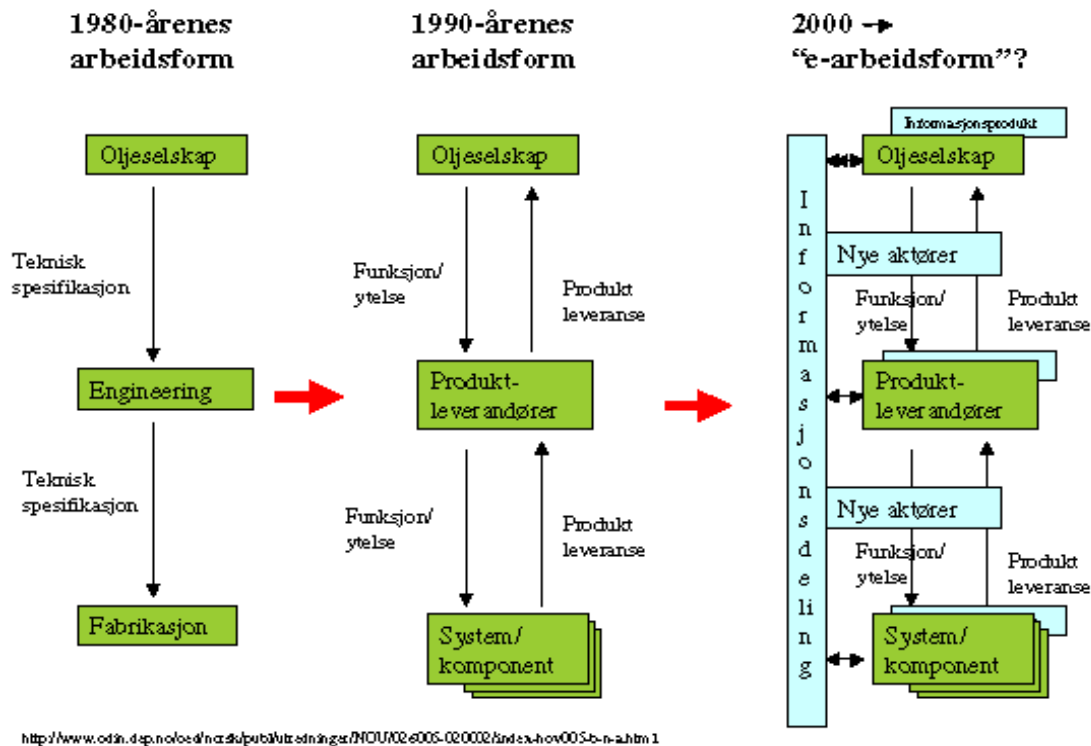 1980-årenes
arbeidsform
Oljeselskap
Teknisk
spesifikasjon
Engineering
Teknisk
spesifikasjon
Fabrikasjon
1990-årenes
arbeidsform
Oljeselskap
Funksjon/
ytelse
Produkt
leveranse
Produkt-
leverandører
Funksjon/
ytelse
Produkt
leveranse
System/
komponent
2000 →
“e-arbeidsform”?
Informasjonsprodukt
Oljeselskap
Informasjonsdeling
Nye aktører
Funksjon/
ytelse
Produkt
leveranse
Produkt-
leverandører
Nye aktører
Funksjon/
ytelse
Produkt
leveranse
System/
komponent